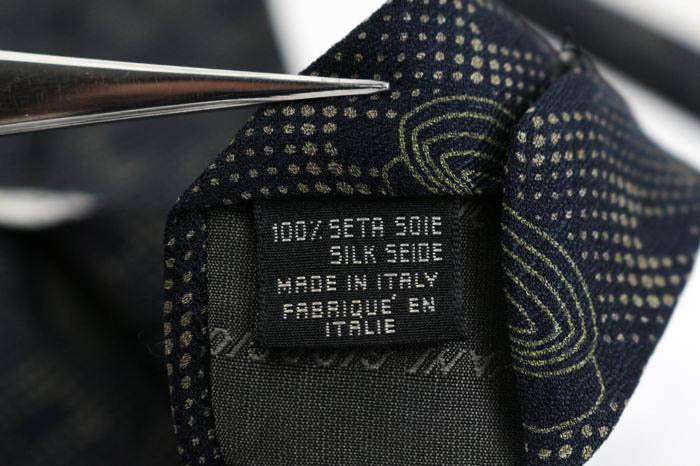 100% SETA SOIE
SILK SEIDE
MADE IN ITALY
FABRIQUE' EN
ITALIE